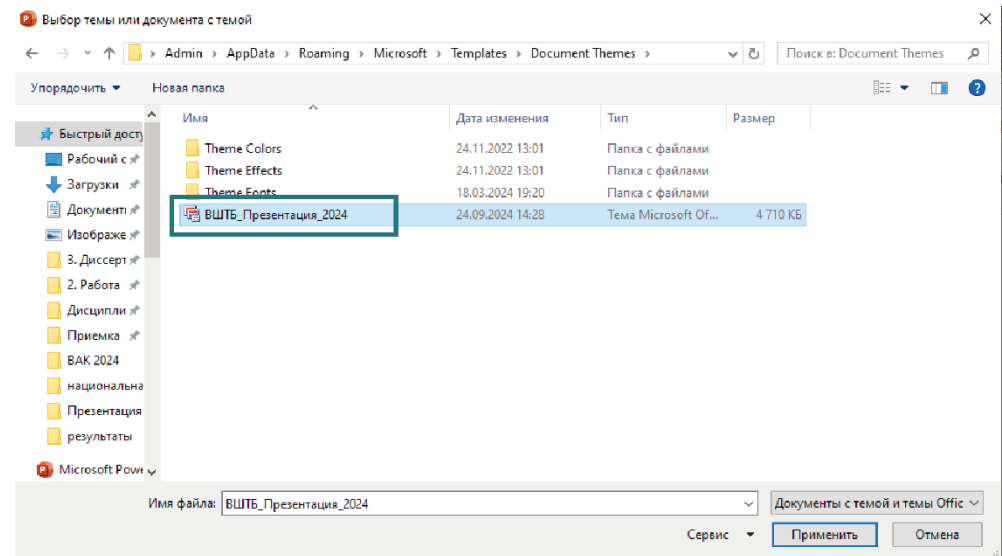 Выбор темы или документа с темой
Admin > AppData > Roaming > Microsoft > Templates > Document Themes >
Поиск в: Document Themes
Упорядочить
Новая папка
Имя
Дата изменения
Тип
Размер
Быстрый досту
Рабочий с
Загрузки
Документы
Изображе
3. Диссерт
2. Работа
Дисципли
Приемка
ВАК 2024
национальна
Презентация
результаты
Microsoft Powe
Theme Colors 24.11.2022 13:01 Папка с файлами
Theme Effects 24.11.2022 13:01 Папка с файлами
Theme Fonts 18.03.2024 19:20 Папка с файлами
ВШТБ_Презентация_2024 24.09.2024 14:28 Тема Microsoft Of... 4 710 КБ
Имя файла: ВШТБ_Презентация_2024
Документы с темой и темы Offic
Сервис
Применить
Отмена